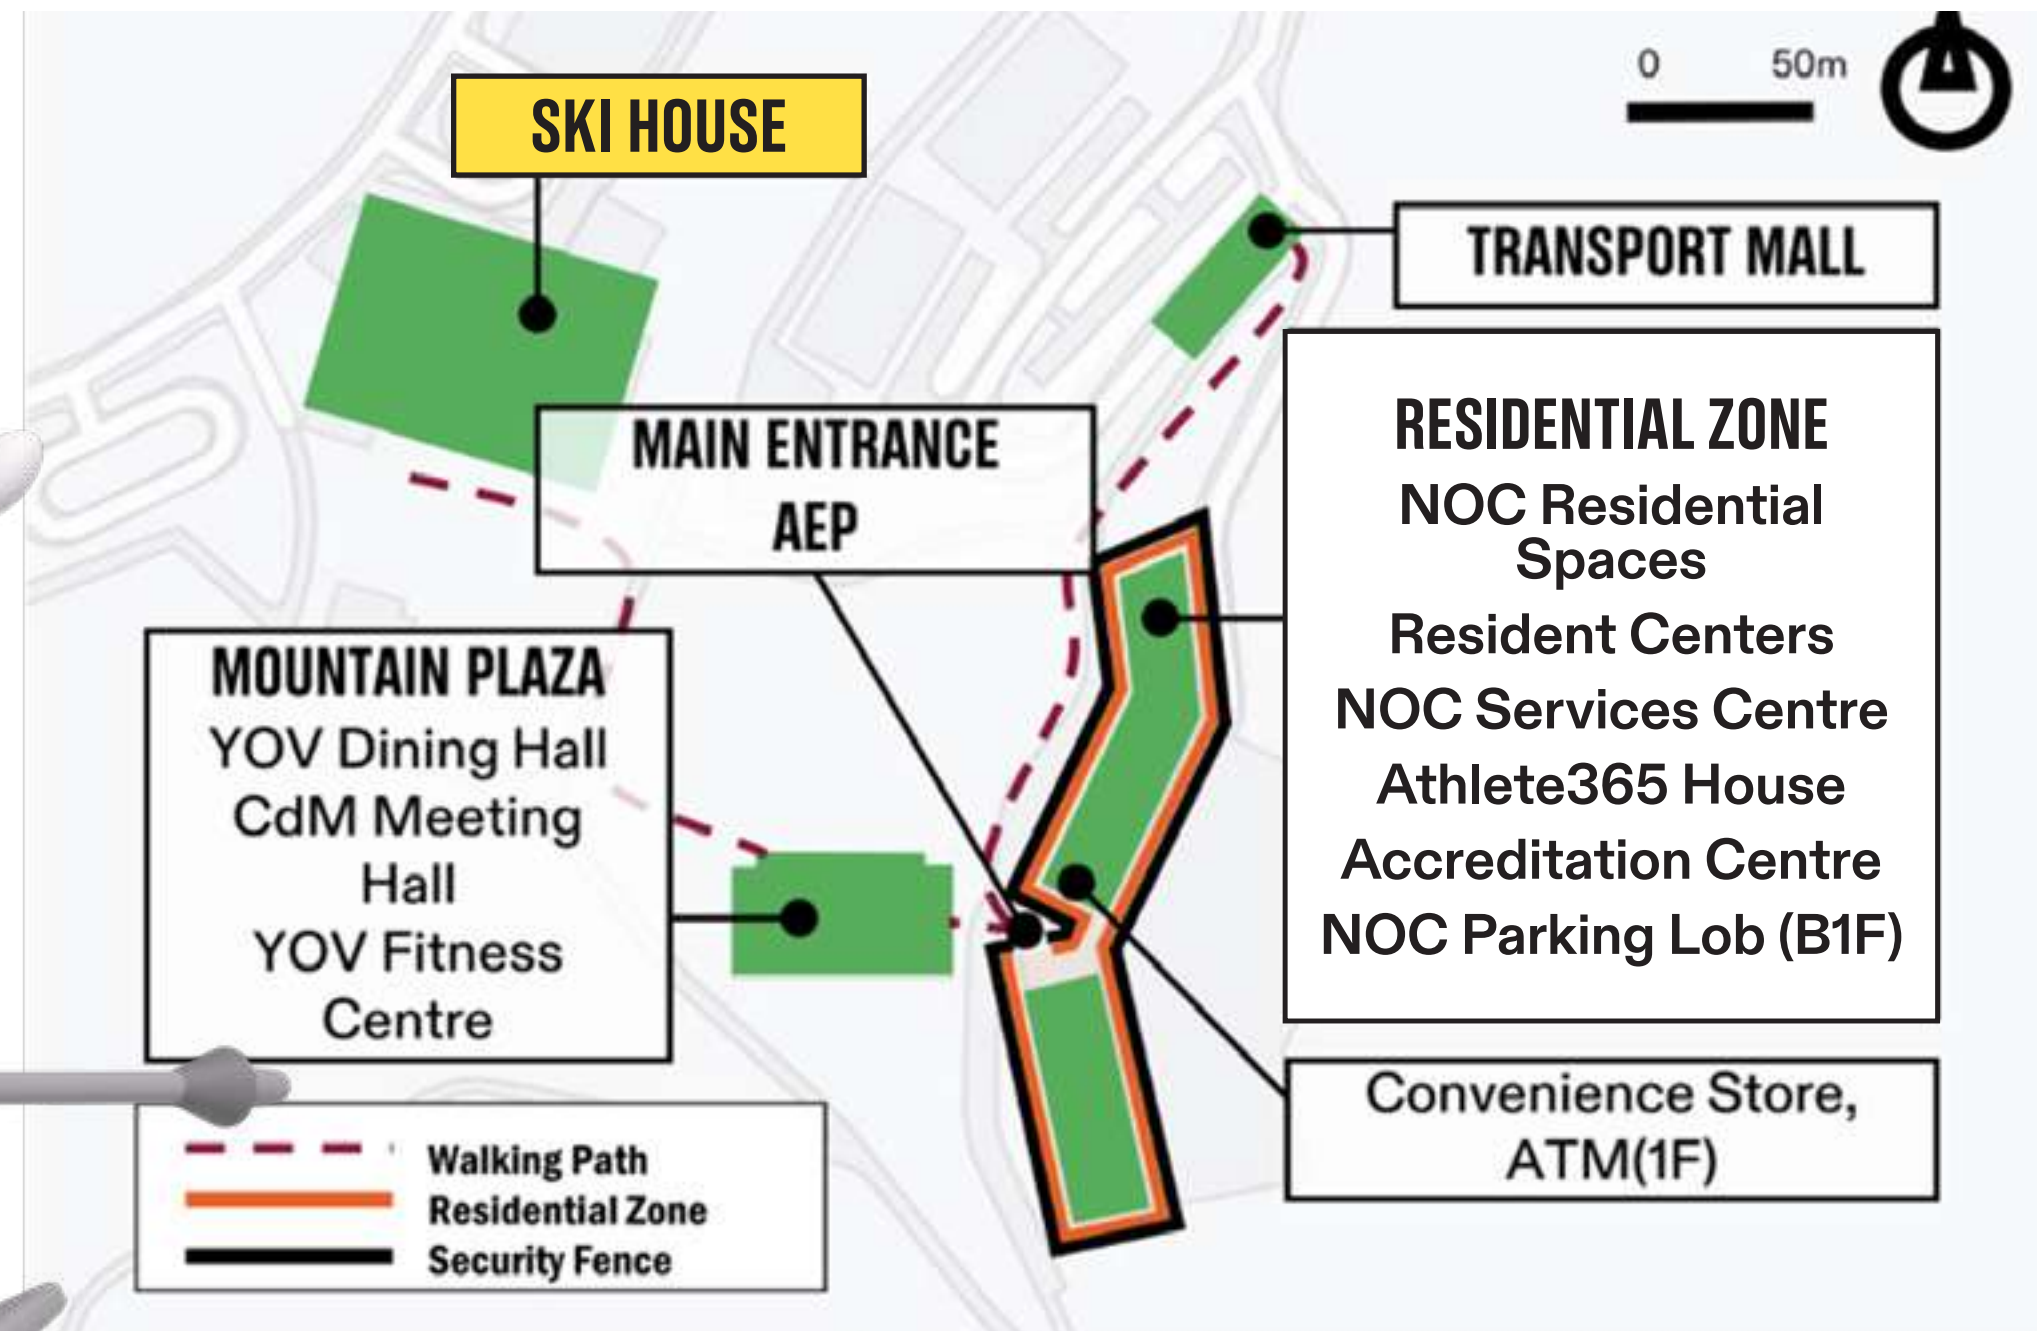 0 50m
SKI HOUSE
TRANSPORT MALL
MAIN ENTRANCE
AEP
RESIDENTIAL ZONE
NOC Residential
Spaces
Resident Centers
NOC Services Centre
Athlete365 House
Accreditation Centre
NOC Parking Lob (B1F)
MOUNTAIN PLAZA
YOV Dining Hall
CdM Meeting
Hall
YOV Fitness
Centre
Convenience Store,
ATM(1F)
Walking Path
Residential Zone
Security Fence